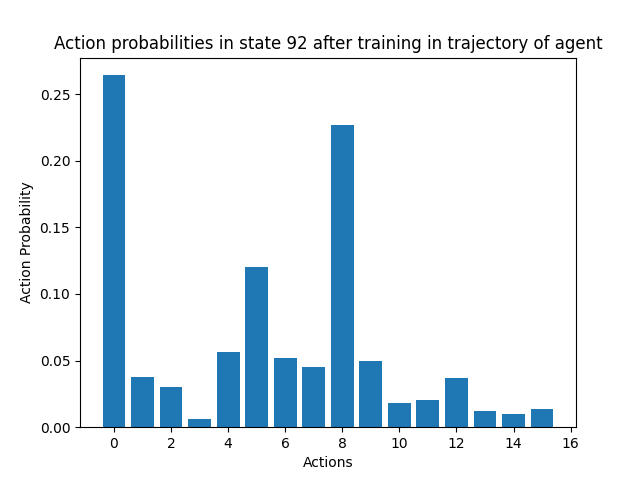 Action probabilities in state 92 after training in trajectory of agent
0.25
0.20
0.15
0.10
0.05
0.00
Action Probability
0 2 4 6 8 10 12 14 16
Actions